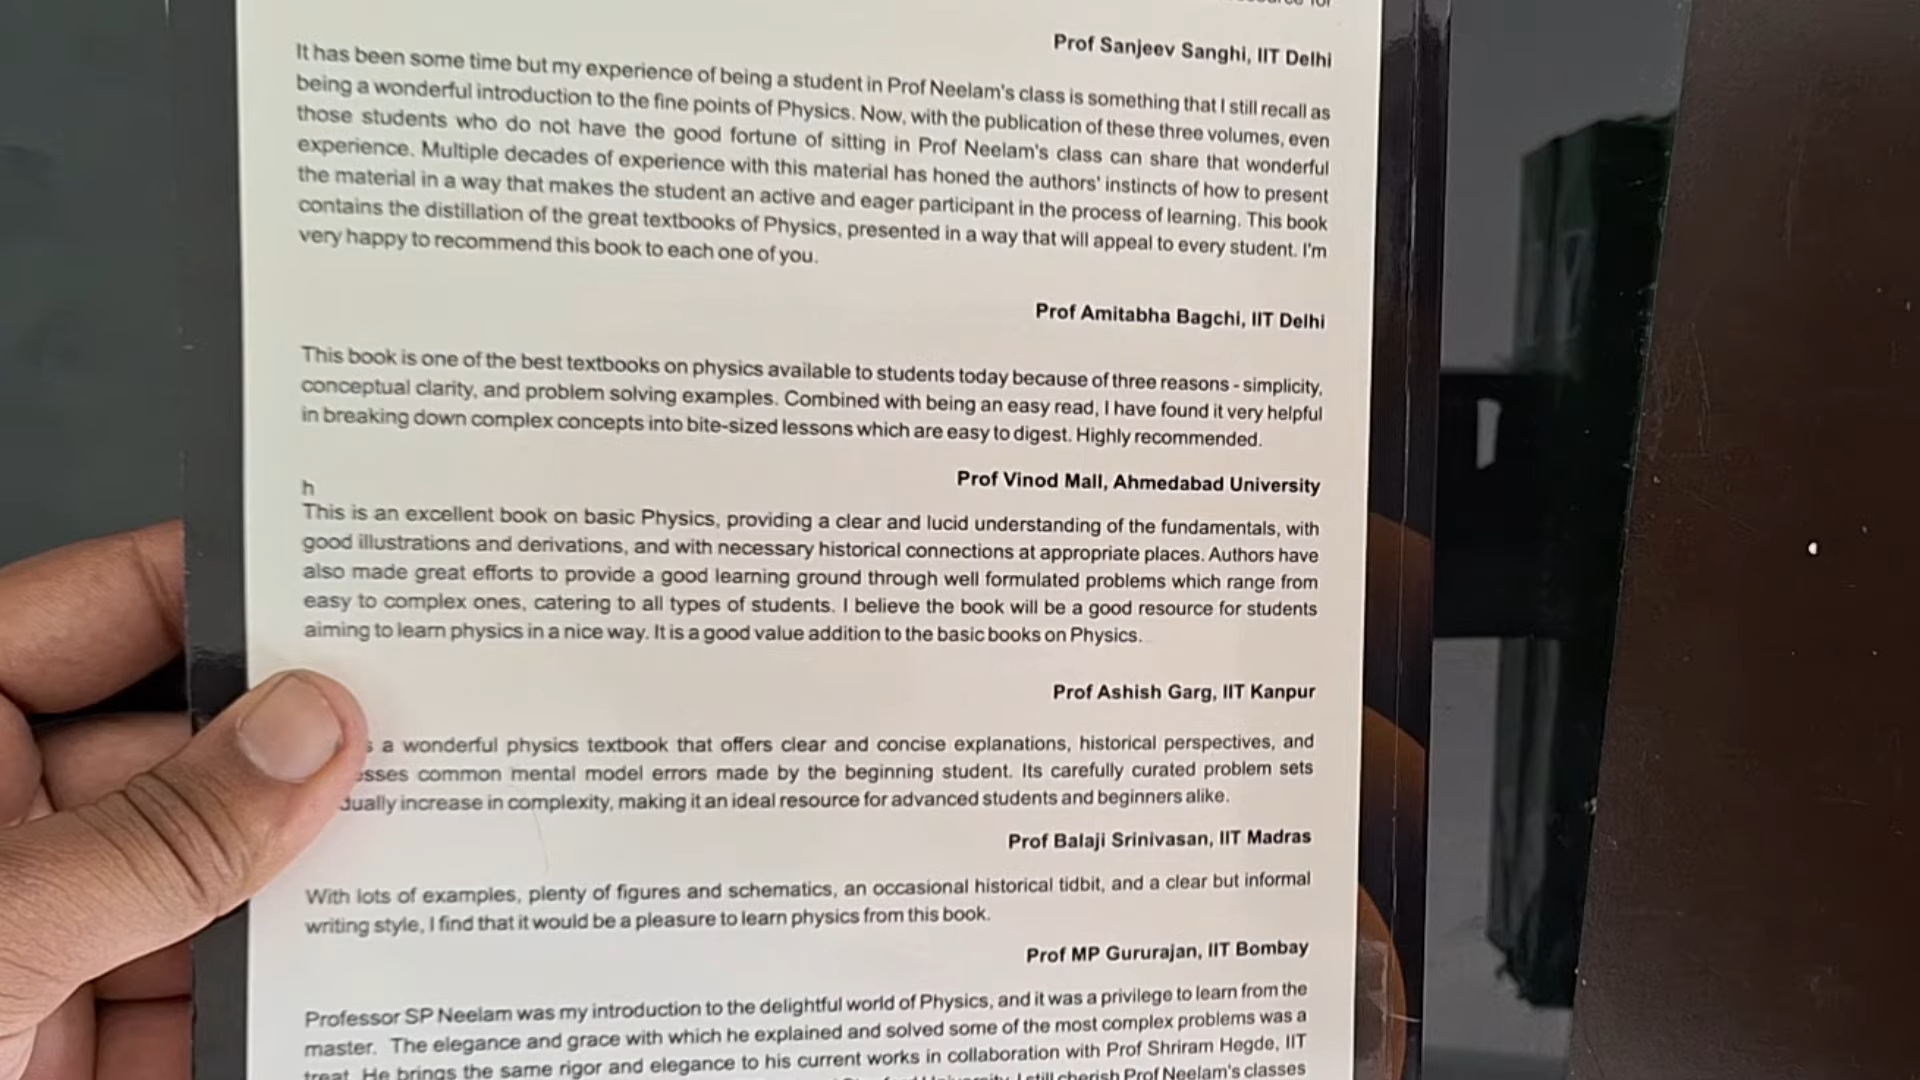 for
Prof Sanjeev Sanghi, IIT Delhi
It has been some time but my experience of being a student in Prof Neelam's class is something that I still recall as
being a wonderful introduction to the fine points of Physics. Now, with the publication of these three volumes, even
those students who do not have the good fortune of sitting in Prof Neelam's class can share that wonderful
experience. Multiple decades of experience with this material has honed the authors' instincts of how to present
the material in a way that makes the student an active and eager participant in the process of learning. This book
contains the distillation of the great textbooks of Physics, presented in a way that will appeal to every student. I'm
very happy to recommend this book to each one of you.
Prof Amitabha Bagchi, IIT Delhi
This book is one of the best textbooks on physics available to students today because of three reasons - simplicity,
conceptual clarity, and problem solving examples. Combined with being an easy read, I have found it very helpful
in breaking down complex concepts into bite-sized lessons which are easy to digest. Highly recommended.
Prof Vinod Mall, Ahmedabad University
h
This is an excellent book on basic Physics, providing a clear and lucid understanding of the fundamentals, with
good illustrations and derivations, and with necessary historical connections at appropriate places. Authors have
also made great efforts to provide a good learning ground through well formulated problems which range from
easy to complex ones, catering to all types of students. I believe the book will be a good resource for students
aiming to learn physics in a nice way. It is a good value addition to the basic books on Physics.
Prof Ashish Garg, IIT Kanpur
a wonderful physics textbook that offers clear and concise explanations, historical perspectives, and
common mental model errors made by the beginning student. Its carefully curated problem sets
increase in complexity, making it an ideal resource for advanced students and beginners alike.
Prof Balaji Srinivasan, IIT Madras
With lots of examples, plenty of figures and schematics, an occasional historical tidbit, and a clear but informal
writing style, I find that it would be a pleasure to learn physics from this book.
Prof MP Gururajan, IIT Bombay
Professor SP Neelam was my introduction to the delightful world of Physics, and it was a privilege to learn from the
master. The elegance and grace with which he explained and solved some of the most complex problems was a
treat. He brings the same rigor and elegance to his current works in collaboration with Prof Shriram Hegde, IIT
I still cherish Prof Neelam's classes